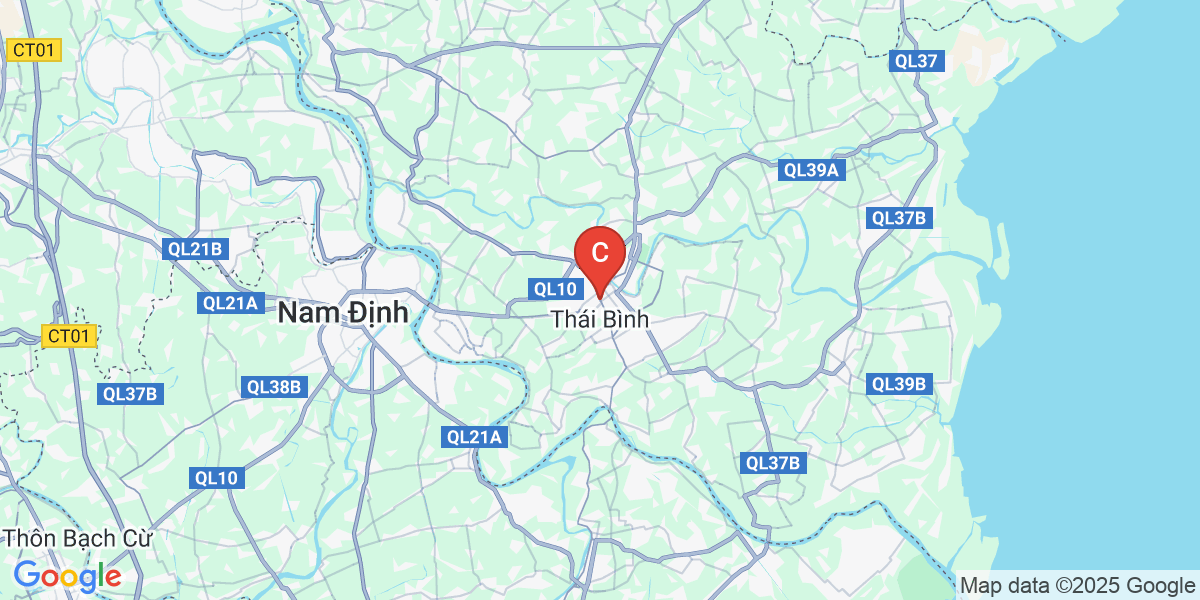 CT01
QL37
QL39A
QL37B
QL21B
C
QL10
QL21A
Nam Định
Thái Bình
CT01
QL37B
QL38B
QL39B
QL21A
QL37B
QL10
Thôn Bạch Cừ
Google
Map data ©2025 Google